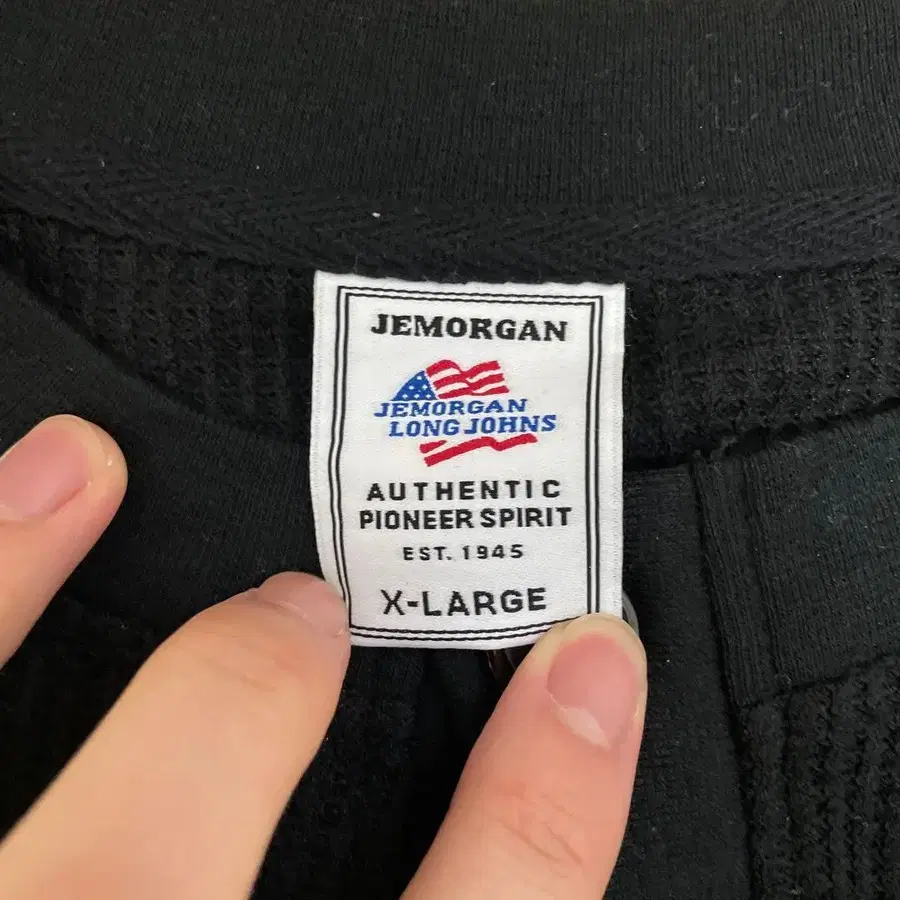 JEMORGAN
JEMORGAN
LONG JOHNS
AUTHENTIC
PIONEER SPIRIT
EST. 1945
X-LARGE